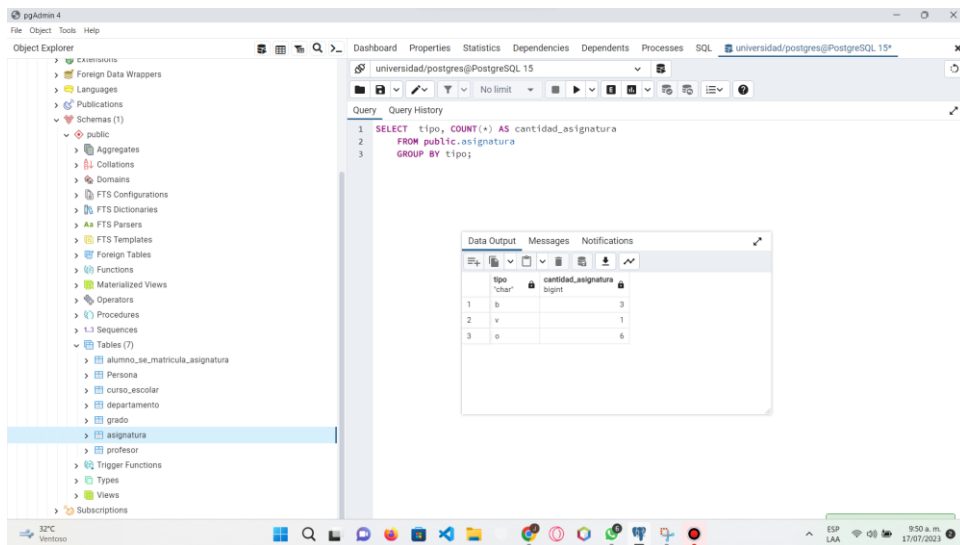 pgAdmin 4
File Object Tools Help
Object Explorer
Dashboard Properties Statistics Dependencies Dependents Processes SQL universidad/postgres@PostgreSQL 15*
Extensions
Foreign Data Wrappers
Languages
Publications
Schemas (1)
public
Aggregates
Collations
Domains
FTS Configurations
FTS Dictionaries
FTS Parsers
FTS Templates
Foreign Tables
Functions
Materialized Views
Operators
Procedures
1..3 Sequences
Tables (7)
alumno_se_matricula_asignatura
Persona
curso_escolar
departamento
grado
asignatura
profesor
Trigger Functions
Types
Views
Subscriptions
universidad/postgres@PostgreSQL 15
No limit
Query Query History
1 SELECT tipo, COUNT(*) AS cantidad_asignatura
2 FROM public.asignatura
3 GROUP BY tipo;
Data Output Messages Notifications
tipo cantidad_asignatura
"char" bigint
1 b 3
2 v 1
3 o 6
32°C
Ventoso
ESP
LAA
9:50 a. m.
17/07/2023